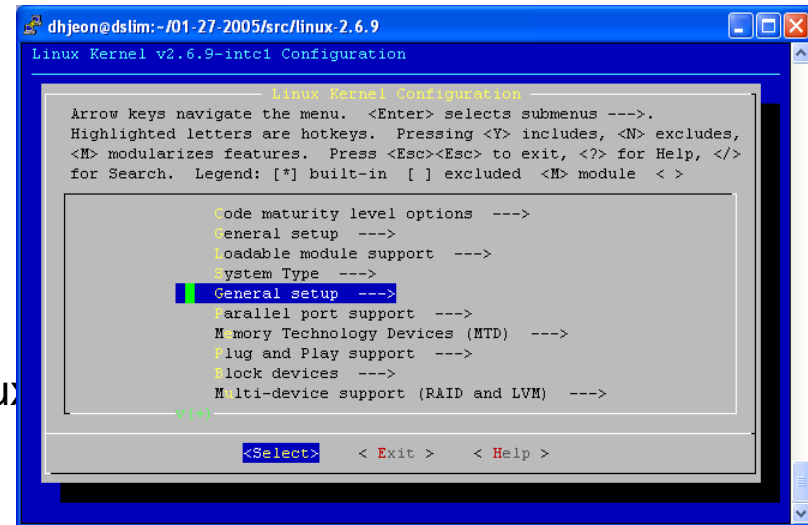 dhjeon@dslim:~/01-27-2005/src/linux-2.6.9
Linux Kernel v2.6.9-intc1 Configuration
Linux Kernel Configuration
Arrow keys navigate the menu. <Enter> selects submenus --->.
Highlighted letters are hotkeys. Pressing <Y> includes, <N> excludes,
<M> modularizes features. Press <Esc><Esc> to exit, <?> for Help, </>
for Search. Legend: [*] built-in [ ] excluded <M> module < >
Code maturity level options --->
General setup --->
Loadable module support --->
System Type --->
General setup --->
Parallel port support --->
Memory Technology Devices (MTD) --->
Plug and Play support --->
Block devices --->
Multi-device support (RAID and LVM) --->
<Select> < Exit > < Help >